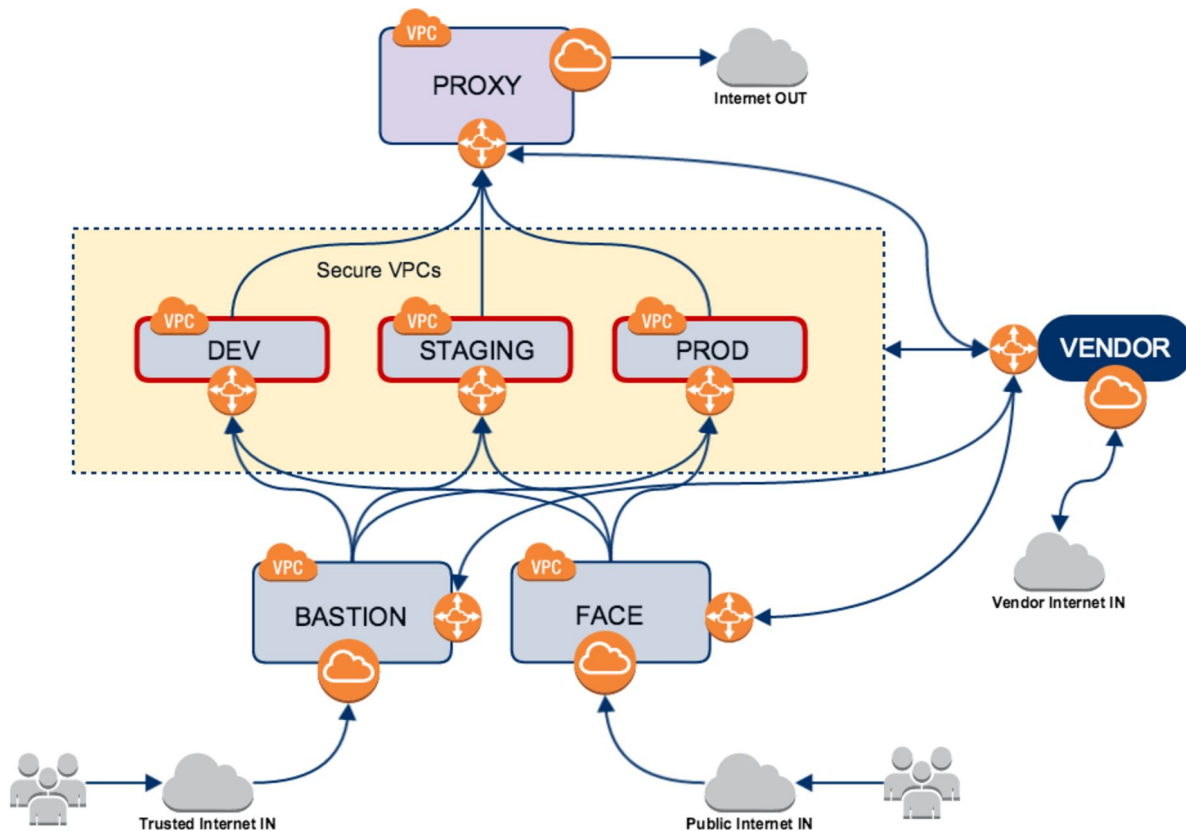 VPC
PROXY
Internet OUT
Secure VPCs
VPC
DEV
VPC
STAGING
VPC
PROD
VENDOR
VPC
BASTION
VPC
FACE
Vendor Internet IN
Trusted Internet IN
Public Internet IN